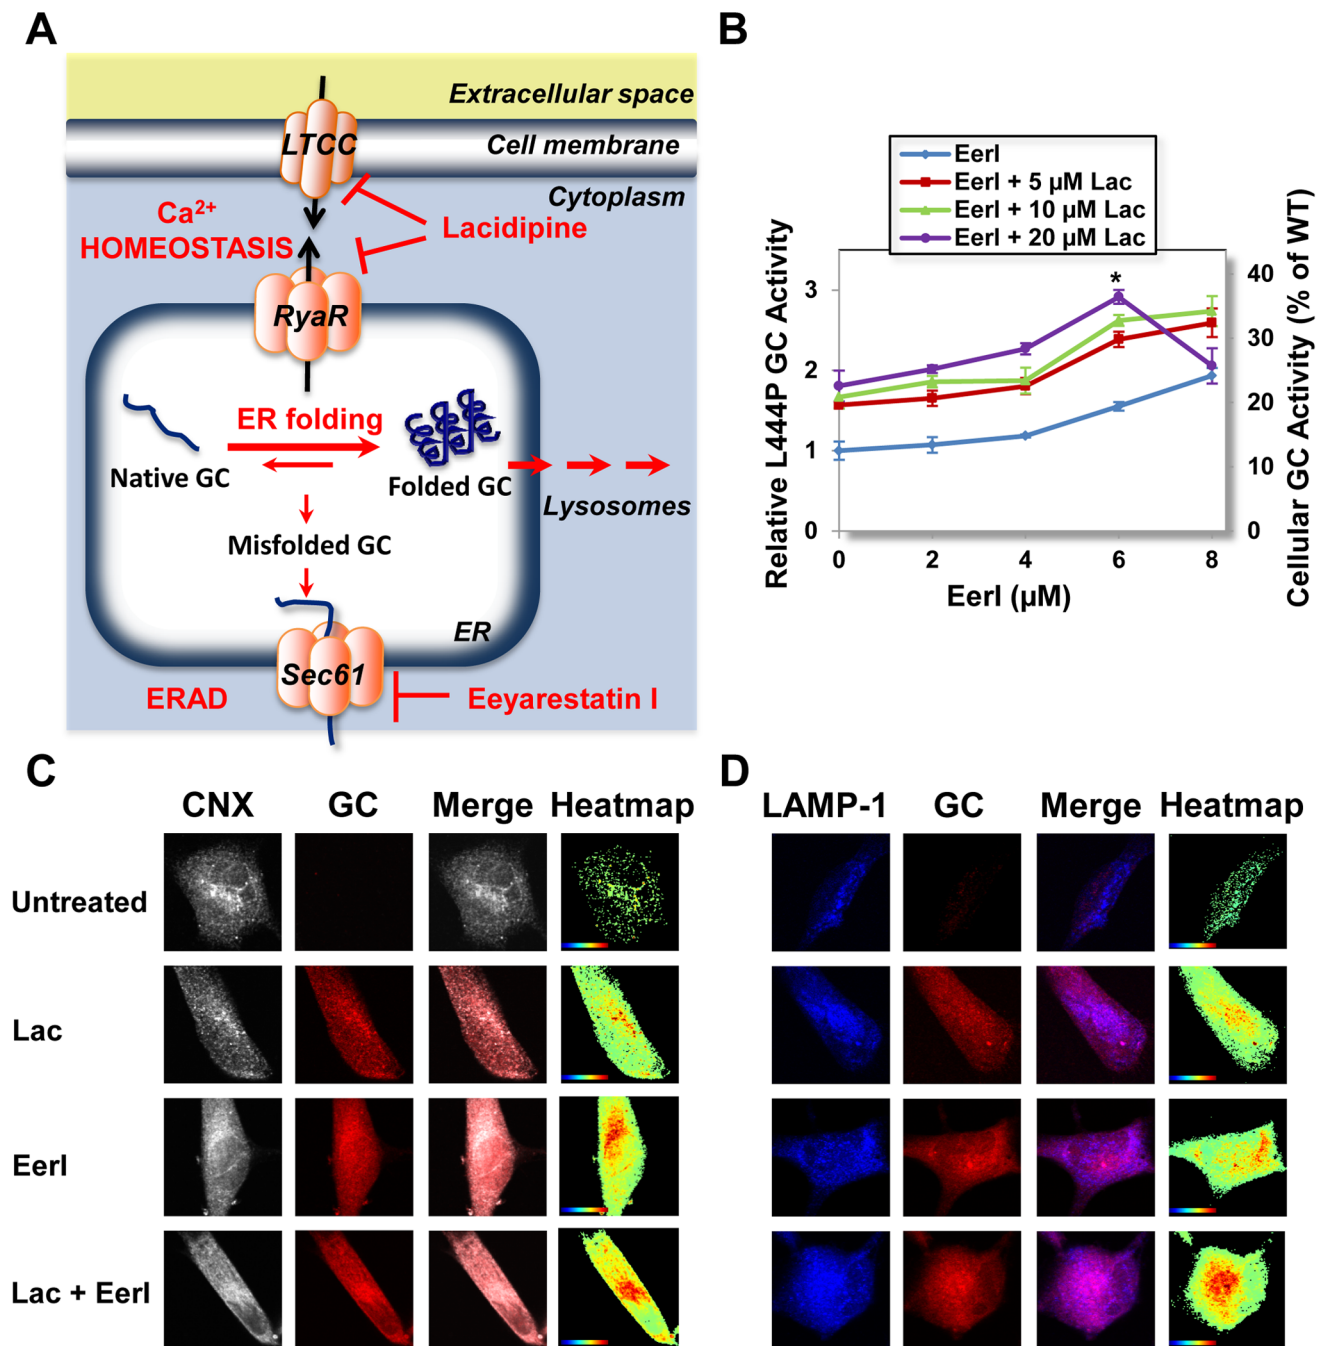 A
Extracellular space
LTCC
Cell membrane
Cytoplasm
Ca²⁺
HOMEOSTASIS
Lacidipine
RyaR
ER folding
Native GC
Folded GC
Lysosomes
Misfolded GC
ER
Sec61
ERAD
Eeyarestatin I
B
EerI
EerI + 5 µM Lac
EerI + 10 µM Lac
EerI + 20 µM Lac
Relative L444P GC Activity
3
2
1
0
*
40
30
20
10
0
Cellular GC Activity (% of WT)
0 2 4 6 8
EerI (µM)
C
CNX GC Merge Heatmap
Untreated
Lac
EerI
Lac + EerI
D
LAMP-1 GC Merge Heatmap